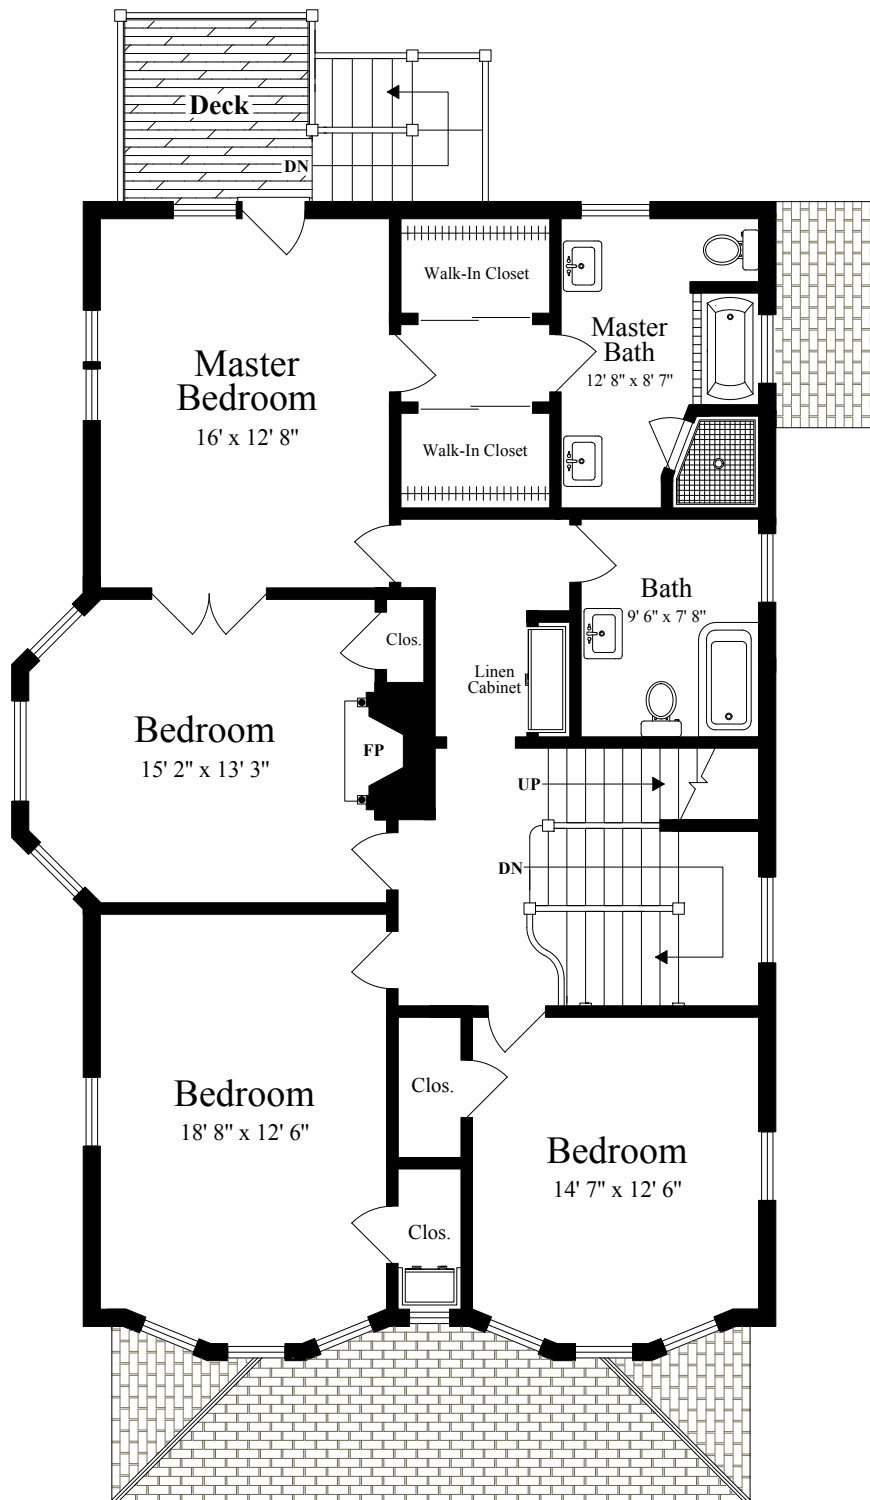 Deck
DN
Walk-In Closet
Master
Bath
12' 8" x 8' 7"
Master
Bedroom
16' x 12' 8"
Walk-In Closet
Bath
9' 6" x 7' 8"
Clos.
Linen
Cabinet
Bedroom
15' 2" x 13' 3"
FP
UP
DN
Clos.
Bedroom
18' 8" x 12' 6"
Bedroom
14' 7" x 12' 6"
Clos.